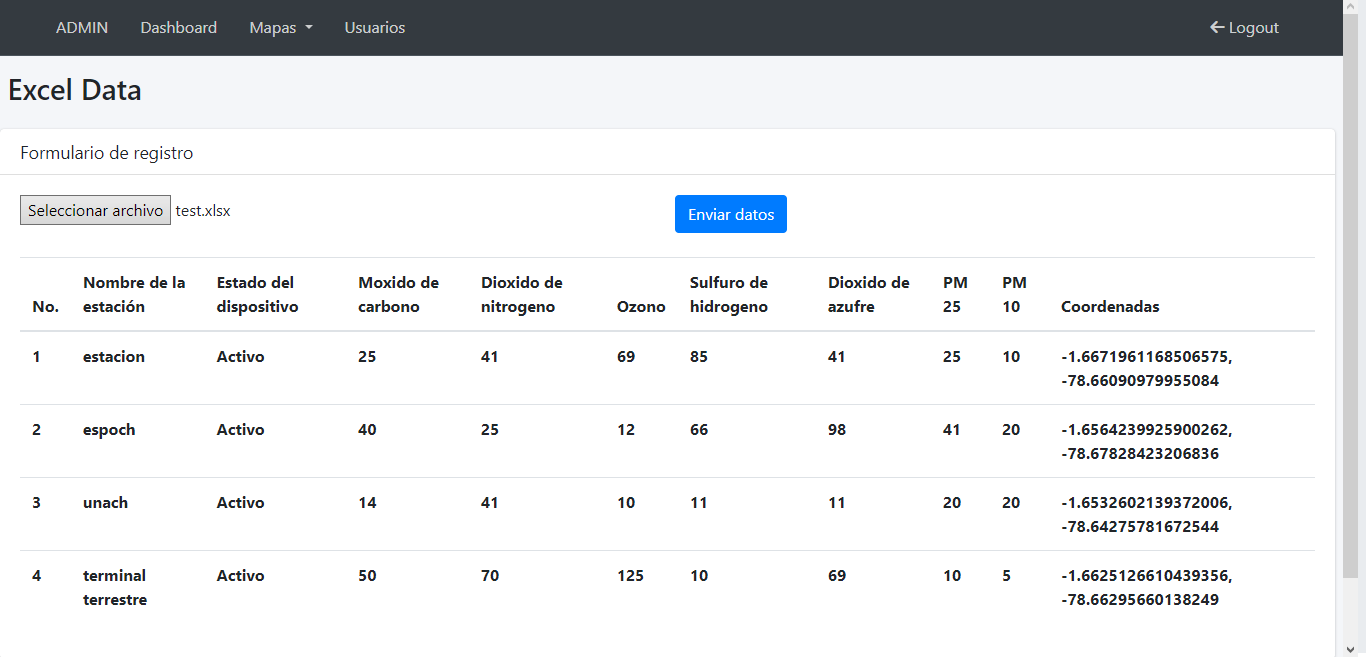 ADMIN Dashboard Mapas Usuarios Logout
Excel Data
Formulario de registro
Seleccionar archivo test.xlsx Enviar datos
No. Nombre de la estación Estado del dispositivo Moxido de carbono Dioxido de nitrogeno Ozono Sulfuro de hidrogeno Dioxido de azufre PM 25 PM 10 Coordenadas
1 estacion Activo 25 41 69 85 41 25 10 -1.6671961168506575, -78.66090979955084
2 espoch Activo 40 25 12 66 98 41 20 -1.6564239925900262, -78.67828423206836
3 unach Activo 14 41 10 11 11 20 20 -1.6532602139372006, -78.64275781672544
4 terminal terrestre Activo 50 70 125 10 69 10 5 -1.6625126610439356, -78.66295660138249